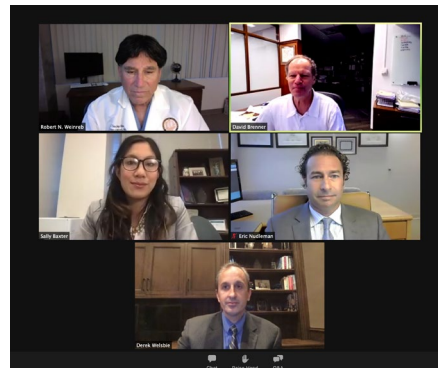 Robert N. Weinreb
David Brenner
Sally Baxter
Eric Nudleman
Derek Welsbie
Chat
Raise Hand
Q&A